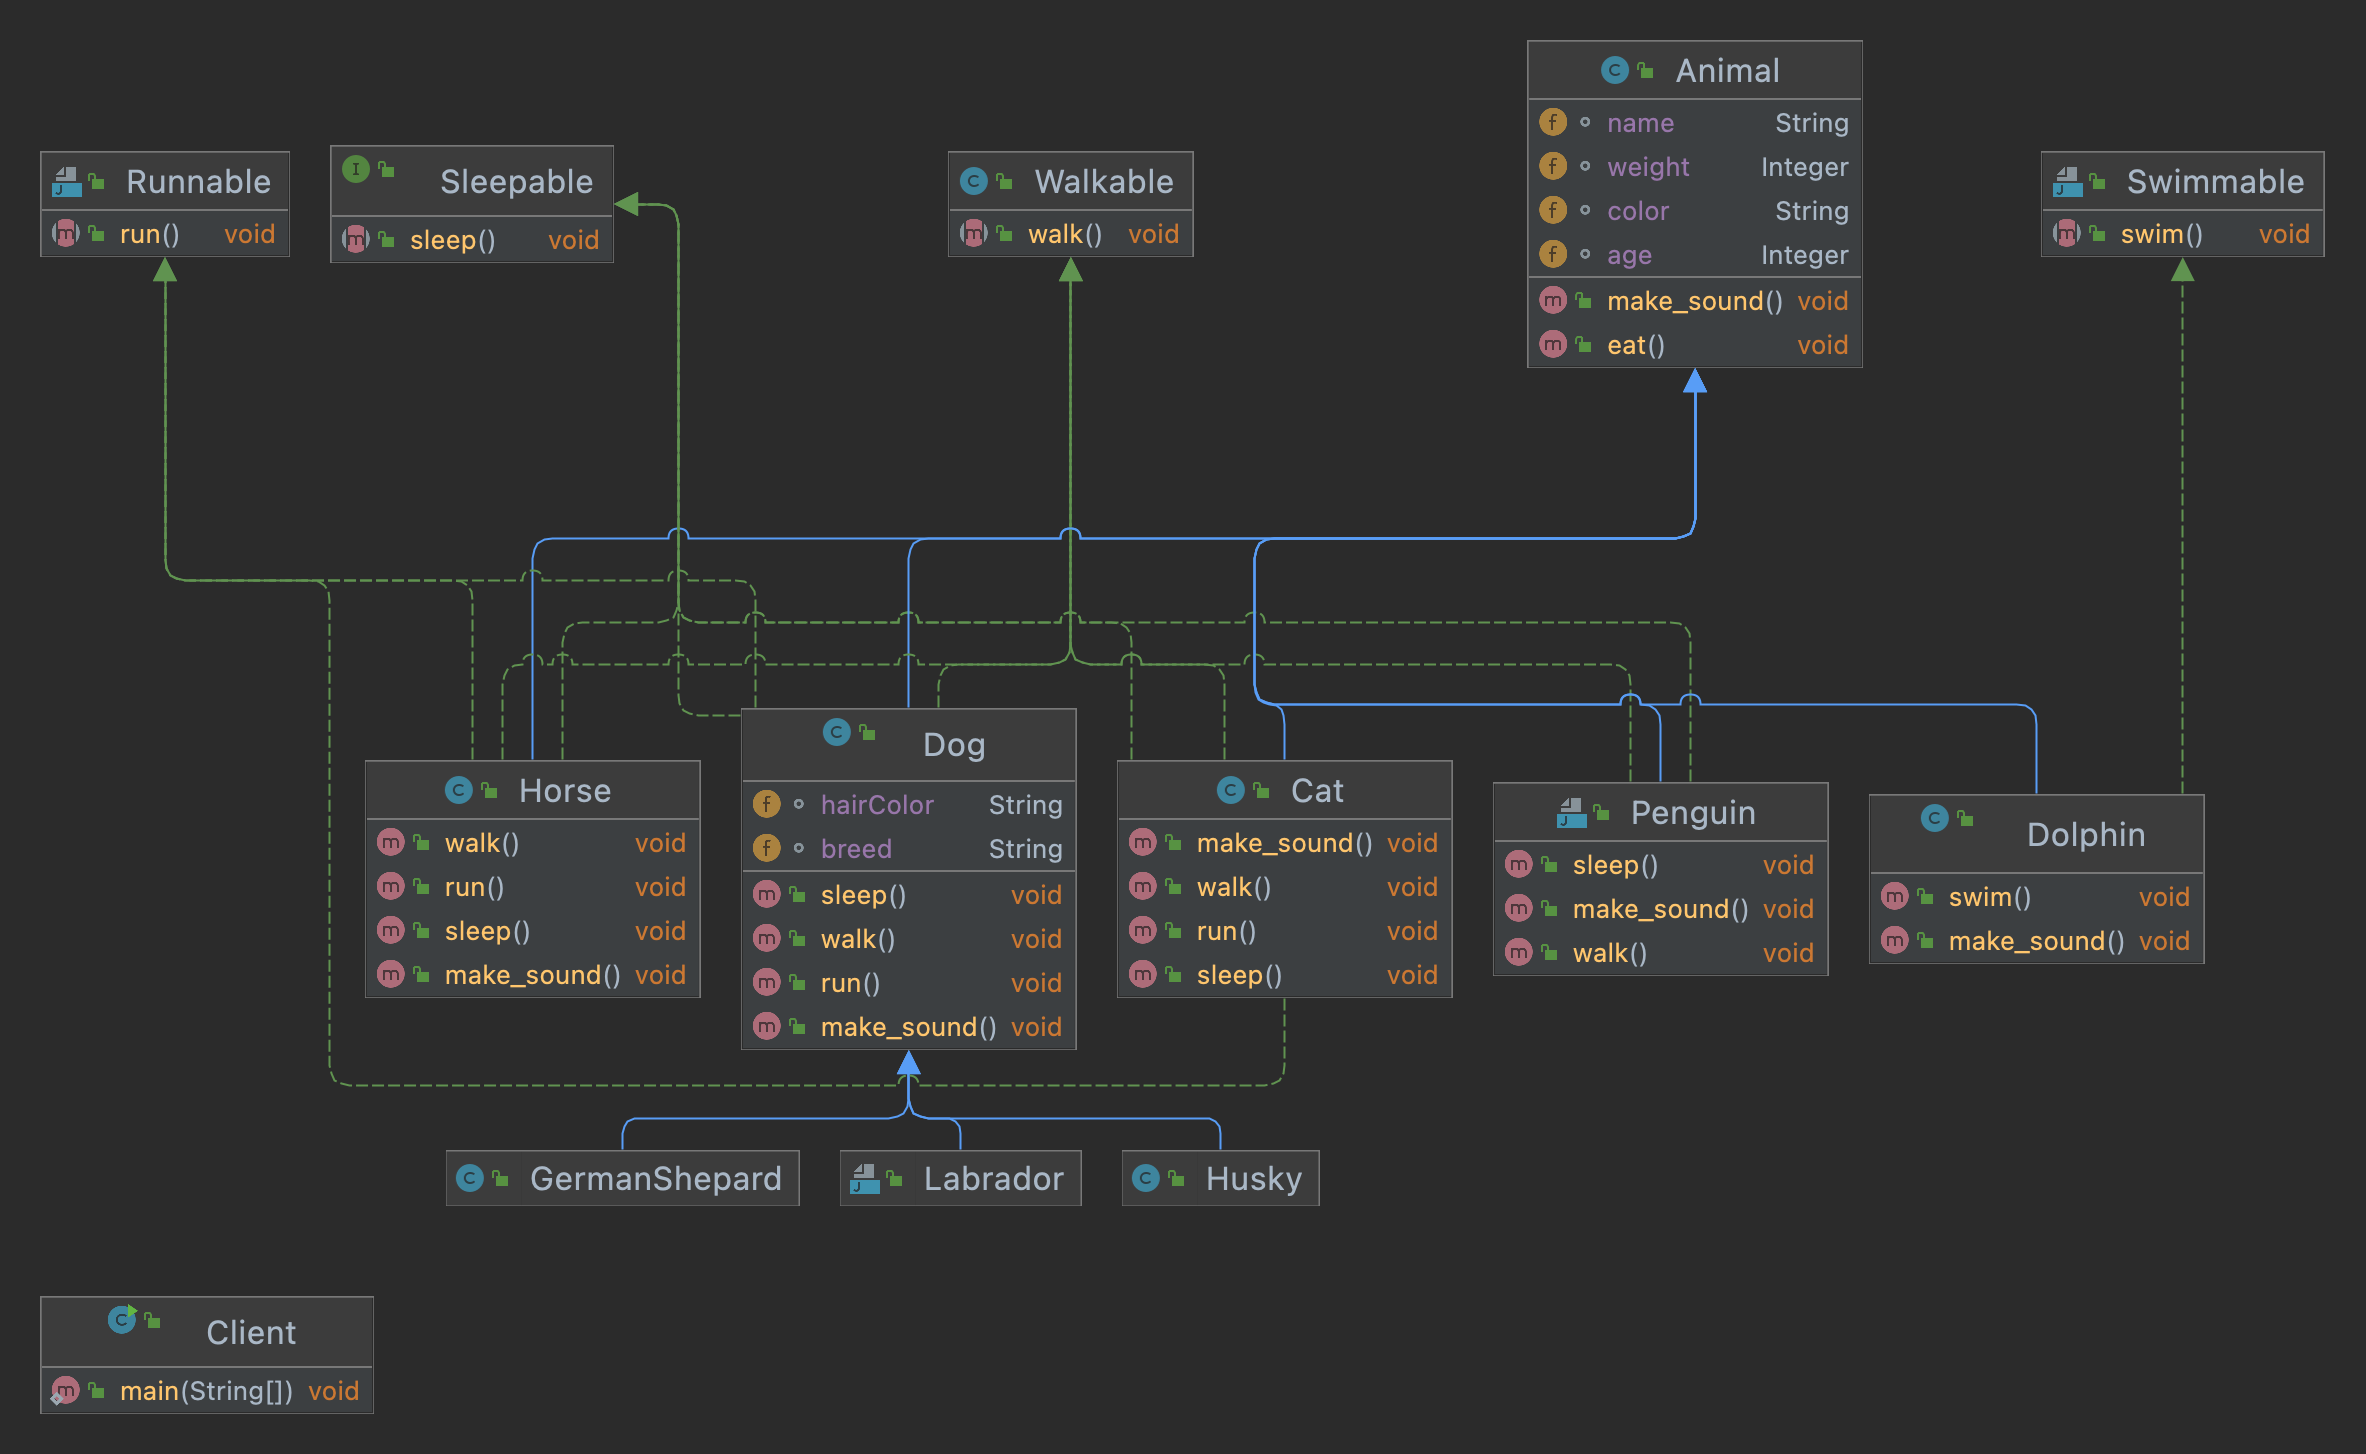 Runnable
run() void
Sleepable
sleep() void
Walkable
walk() void
Animal
name String
weight Integer
color String
age Integer
make_sound() void
eat() void
Swimmable
swim() void
Horse
walk() void
run() void
sleep() void
make_sound() void
Dog
hairColor String
breed String
sleep() void
walk() void
run() void
make_sound() void
Cat
make_sound() void
walk() void
run() void
sleep() void
Penguin
sleep() void
make_sound() void
walk() void
Dolphin
swim() void
make_sound() void
GermanShepard
Labrador
Husky
Client
main(String[]) void